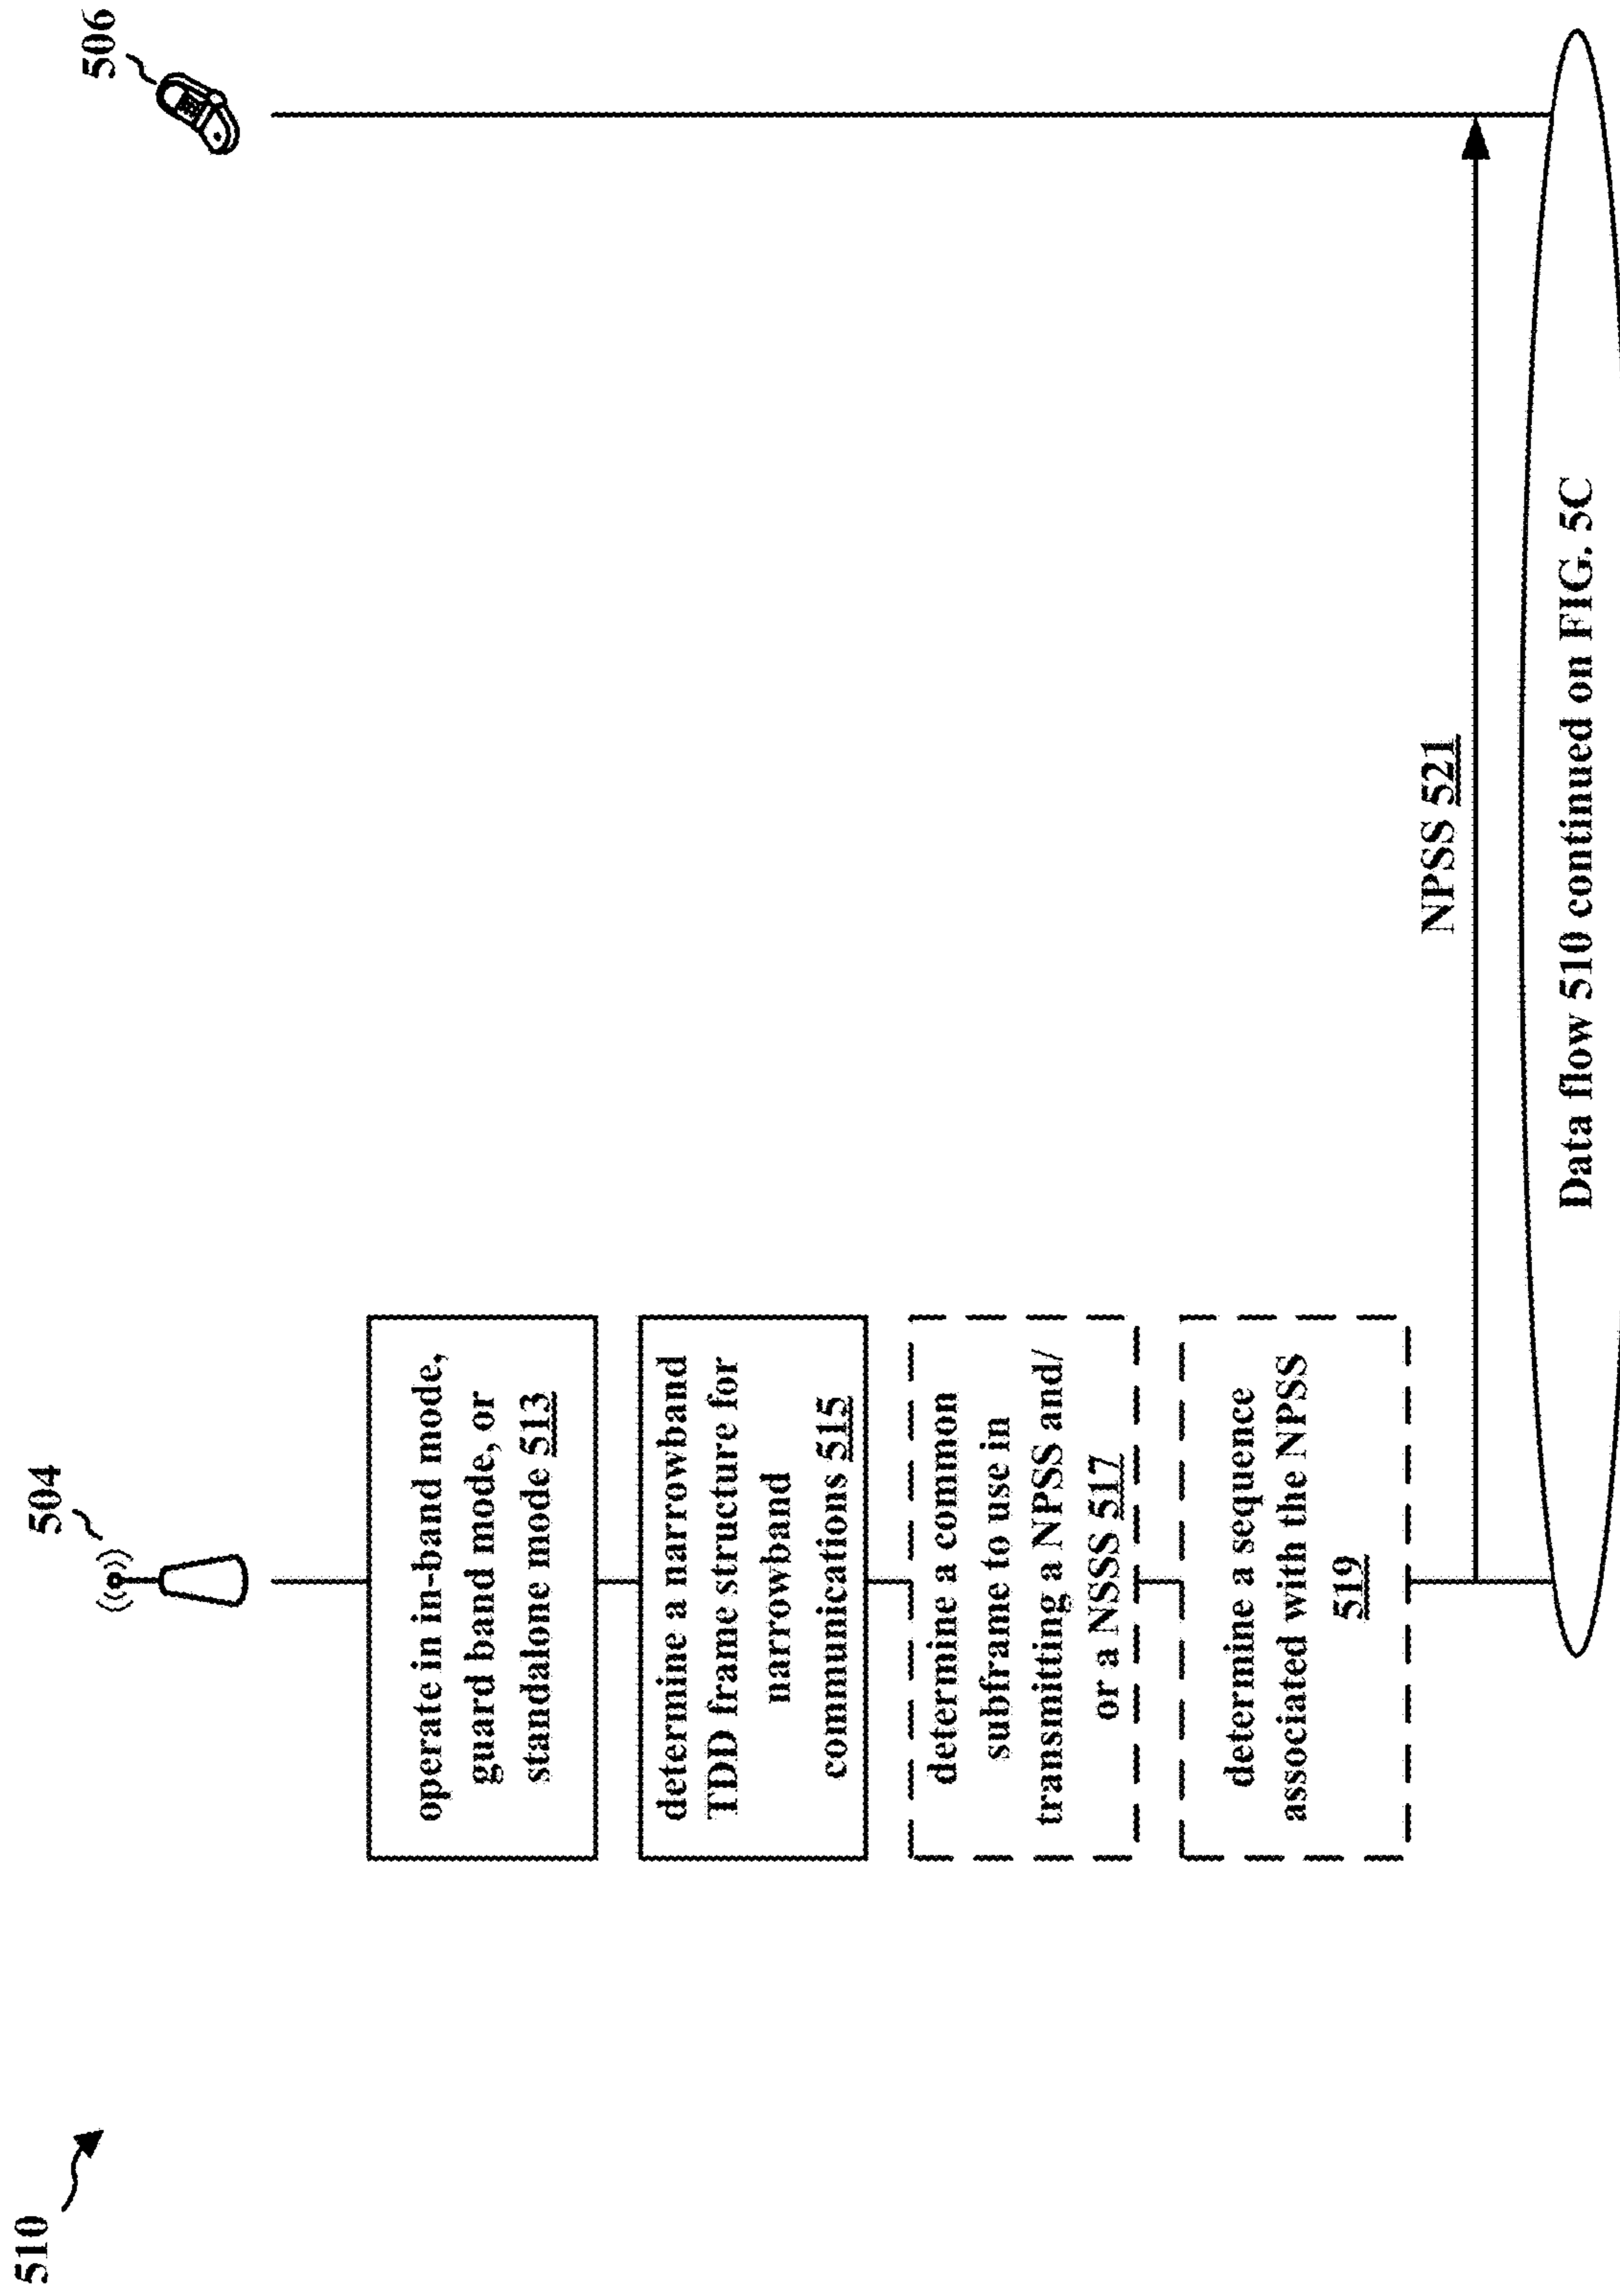 510
504
506
operate in in-band mode,
guard band mode, or
standalone mode 513
determine a narrowband
TDD frame structure for
narrowband
communications 515
determine a common
subframe to use in
transmitting a NPSS and/
or a NSSS 517
determine a sequence
associated with the NPSS
519
NPSS 521
Data flow 510 continued on FIG. 5C